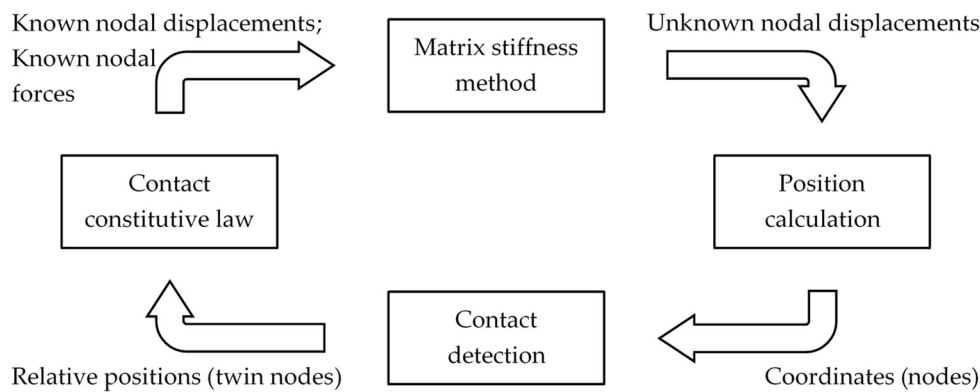 Known nodal displacements;
Known nodal
forces
Matrix stiffness
method
Unknown nodal displacements
Contact
constitutive law
Position
calculation
Contact
detection
Relative positions (twin nodes)
Coordinates (nodes)